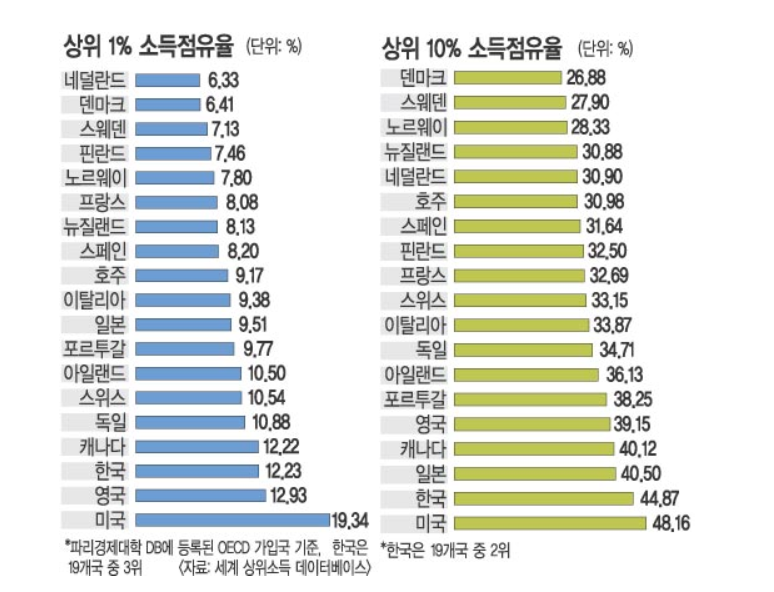 상위 1% 소득점유율 (단위: %)
네덜란드 6.33
덴마크 6.41
스웨덴 7.13
핀란드 7.46
노르웨이 7.80
프랑스 8.08
뉴질랜드 8.13
스페인 8.20
호주 9.17
이탈리아 9.38
일본 9.51
포르투갈 9.77
아일랜드 10.50
스위스 10.54
독일 10.88
캐나다 12.22
한국 12.23
영국 12.93
미국 19.34
*파리경제대학 DB에 등록된 OECD 가입국 기준, 한국은
19개국 중 3위 〈자료: 세계 상위소득 데이터베이스〉
상위 10% 소득점유율 (단위: %)
덴마크 26.88
스웨덴 27.90
노르웨이 28.33
뉴질랜드 30.88
네덜란드 30.90
호주 30.98
스페인 31.64
핀란드 32.50
프랑스 32.69
스위스 33.15
이탈리아 33.87
독일 34.71
아일랜드 36.13
포르투갈 38.25
영국 39.15
캐나다 40.12
일본 40.50
한국 44.87
미국 48.16
*한국은 19개국 중 2위